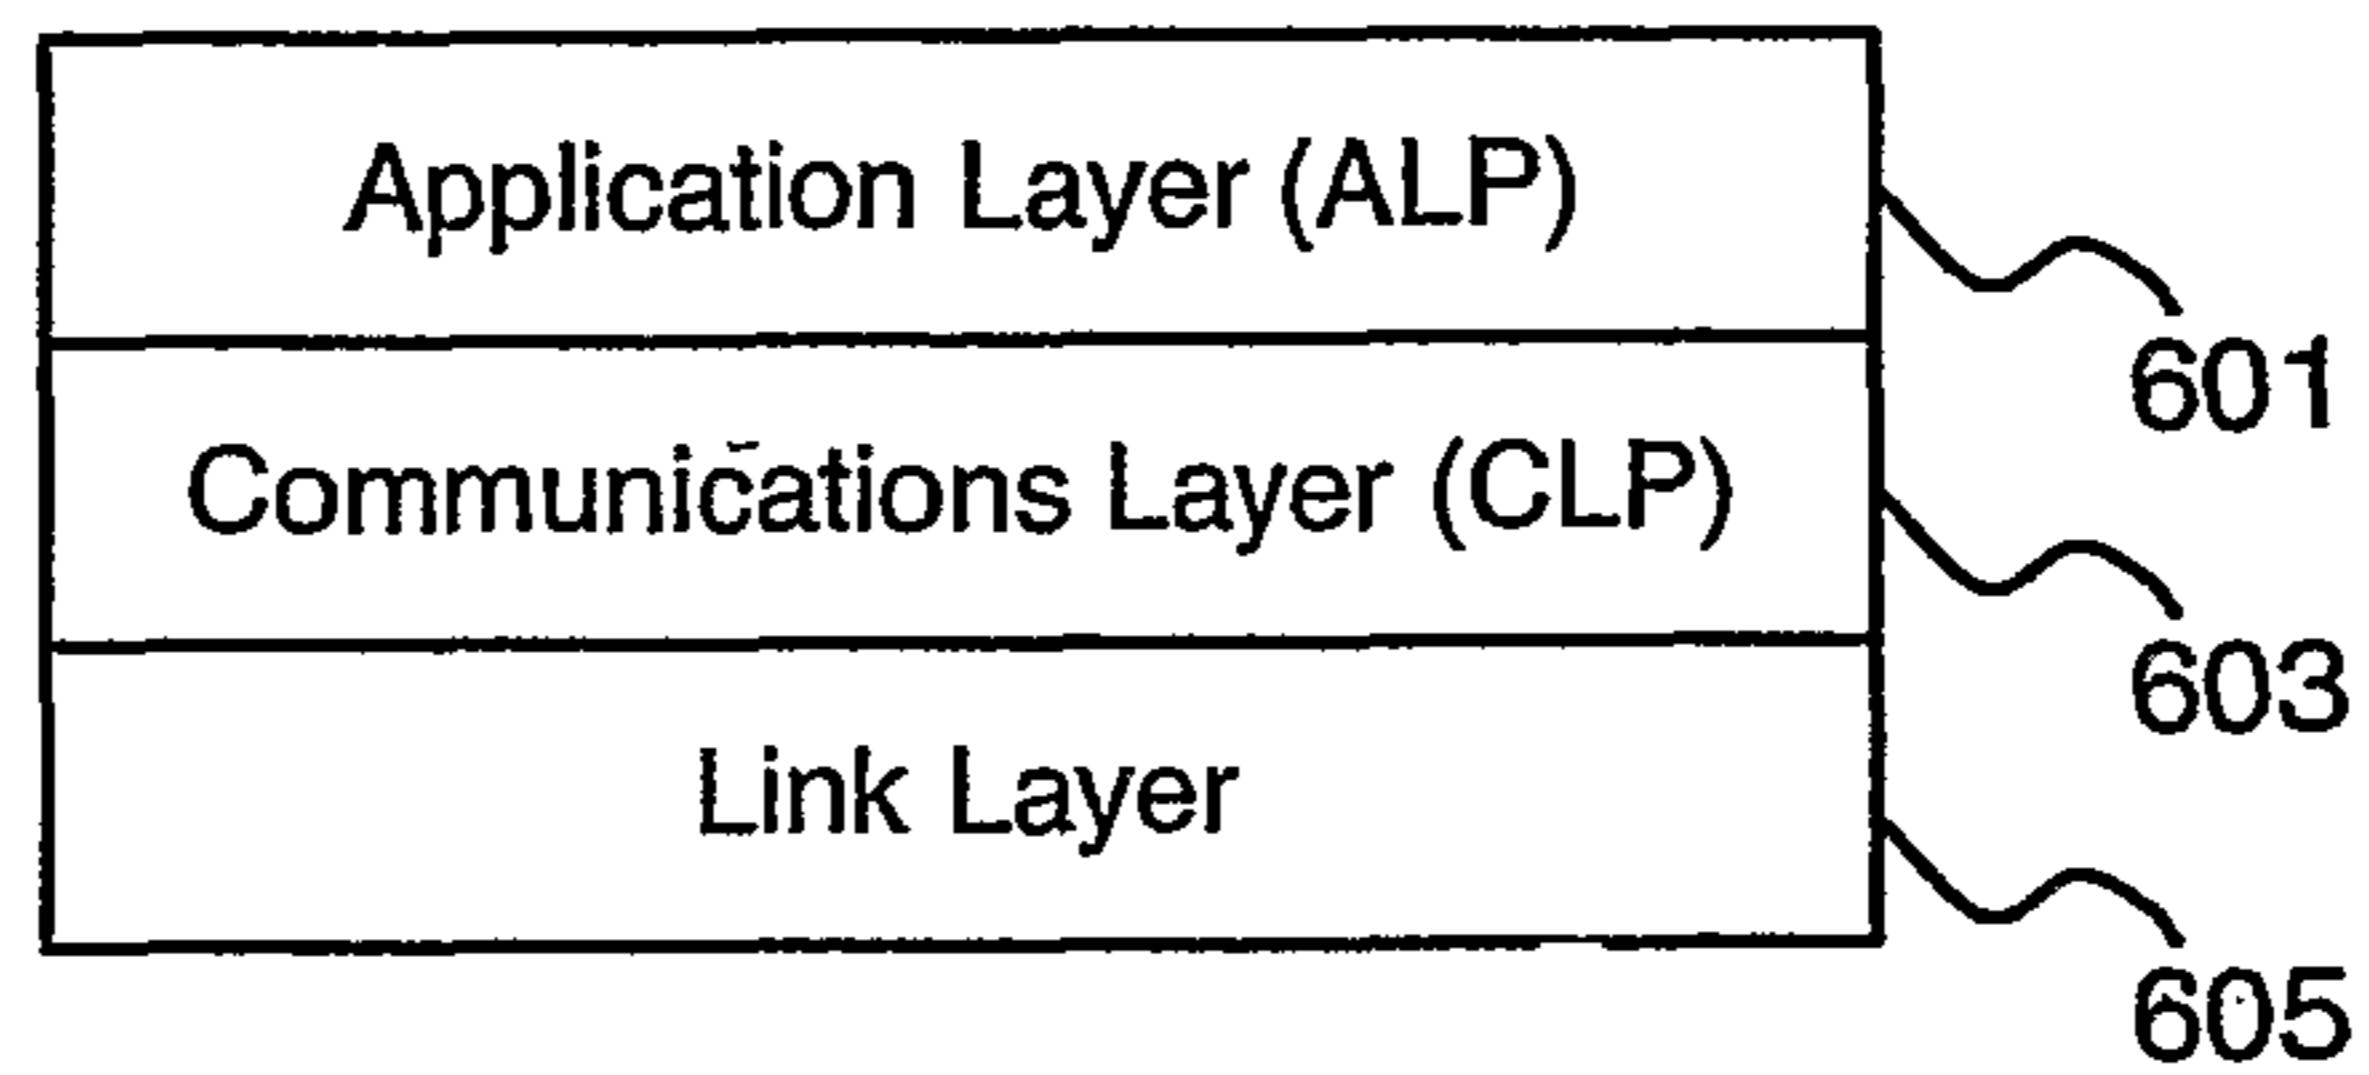 Application Layer (ALP)
601
Communications Layer (CLP)
603
Link Layer
605